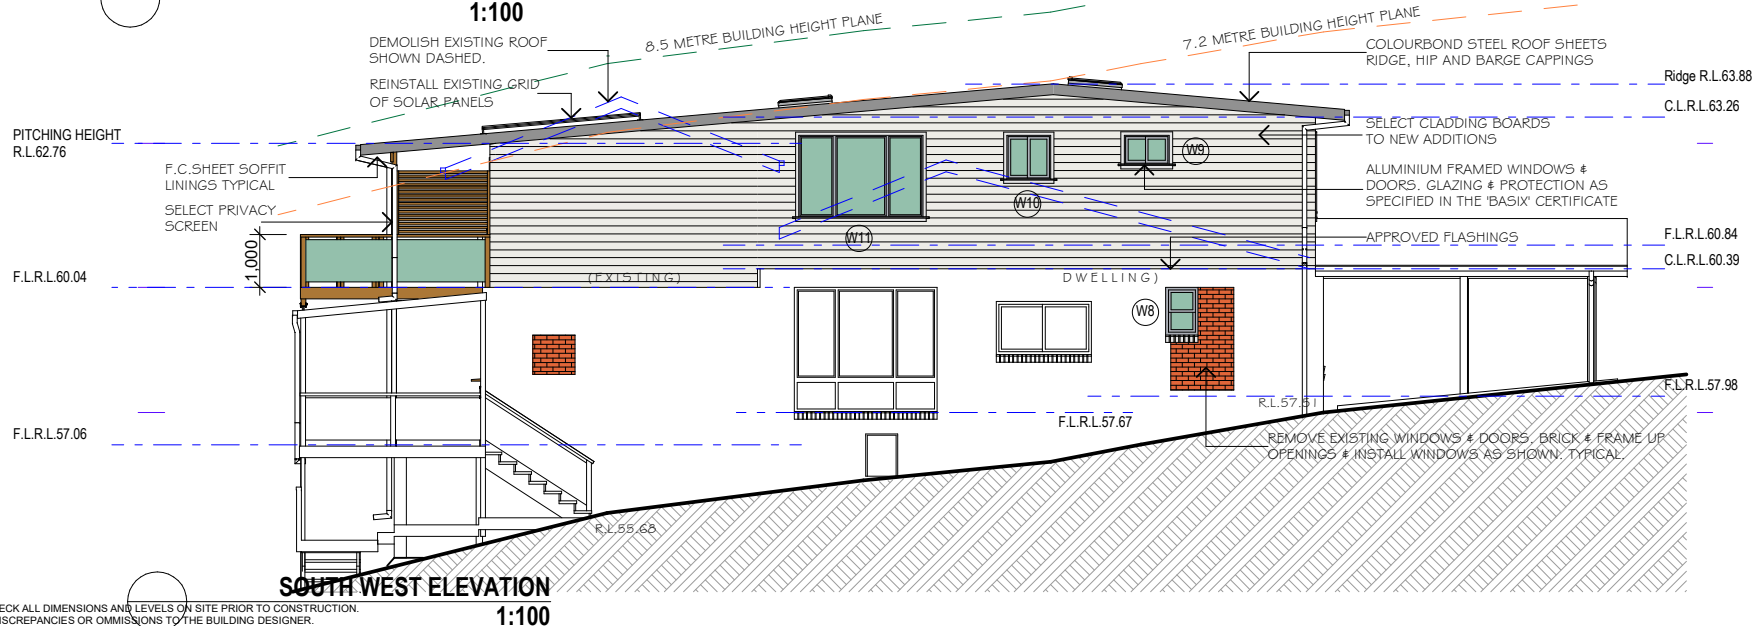 1:100
8.5 METRE BUILDING HEIGHT PLANE
7.2 METRE BUILDING HEIGHT PLANE
DEMOLISH EXISTING ROOF
SHOWN DASHED.
REINSTALL EXISTING GRID
OF SOLAR PANELS
COLOURBOND STEEL ROOF SHEETS
RIDGE, HIP AND BARGE CAPPINGS
Ridge R.L.63.88
C.L.R.L.63.26
PITCHING HEIGHT
R.L.62.76
SELECT CLADDING BOARDS
TO NEW ADDITIONS
F.C.SHEET SOFFIT
LININGS TYPICAL
W9
ALUMINIUM FRAMED WINDOWS &
DOORS. GLAZING & PROTECTION AS
SPECIFIED IN THE 'BASIX' CERTIFICATE
SELECT PRIVACY
SCREEN
W10
W11
APPROVED FLASHINGS
F.L.R.L.60.84
C.L.R.L.60.39
1,000
F.L.R.L.60.04
(EXISTING)
DWELLING)
W8
F.L.R.L.57.98
R.L.57.51
F.L.R.L.57.67
F.L.R.L.57.06
REMOVE EXISTING WINDOWS & DOORS. BRICK & FRAME UP
OPENINGS & INSTALL WINDOWS AS SHOWN. TYPICAL.
R.L.55.68
SOUTH WEST ELEVATION
1:100
ECK ALL DIMENSIONS AND LEVELS ON SITE PRIOR TO CONSTRUCTION.
ISCREPANCIES OR OMMISSIONS TO THE BUILDING DESIGNER.